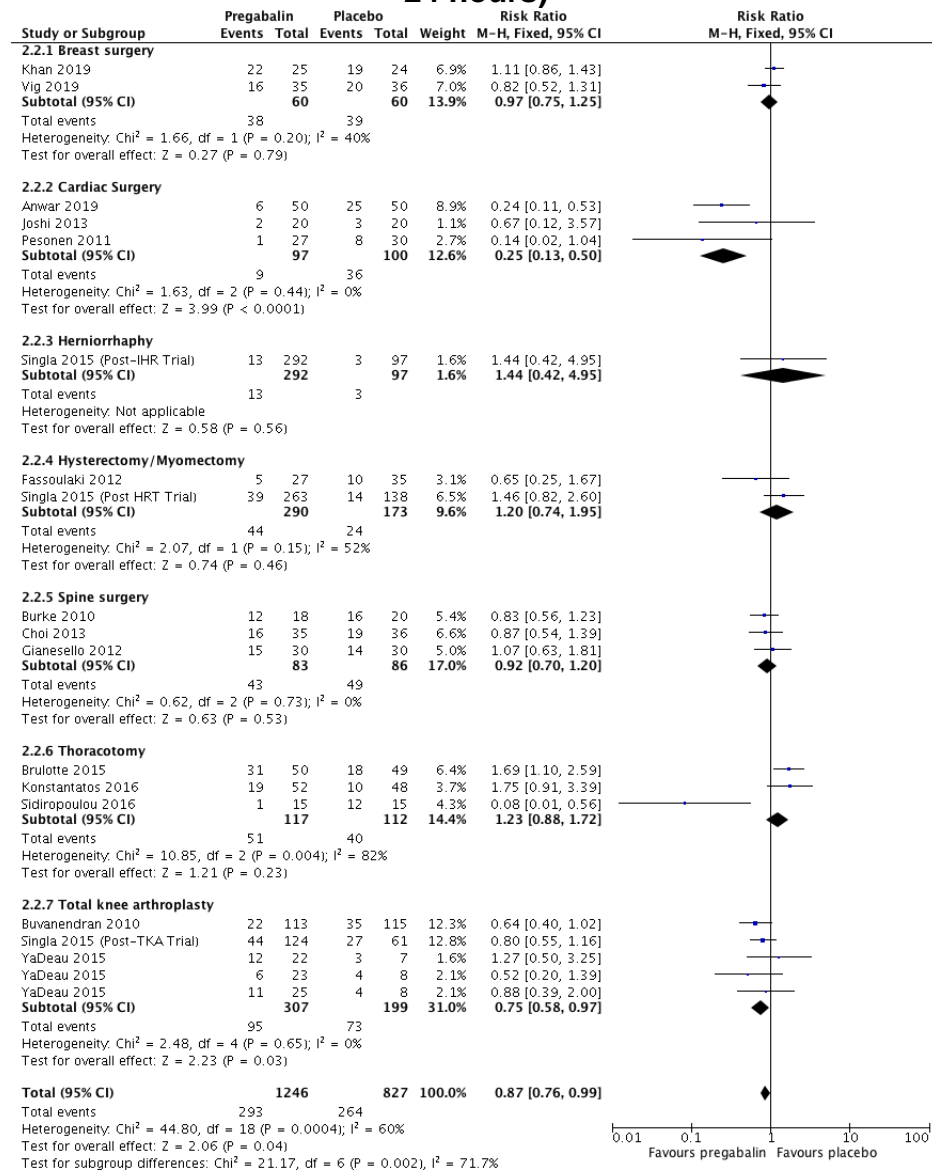 24 hours)
Pregabalin Placebo Risk Ratio Risk Ratio
Study or Subgroup Events Total Events Total Weight M-H, Fixed, 95% CI M-H, Fixed, 95% CI
2.2.1 Breast surgery
Khan 2019 22 25 19 24 6.9% 1.11 [0.86, 1.43]
Vig 2019 16 35 20 36 7.0% 0.82 [0.52, 1.31]
Subtotal (95% CI) 60 60 13.9% 0.97 [0.75, 1.25]
Total events 38 39
Heterogeneity: Chi² = 1.66, df = 1 (P = 0.20); I² = 40%
Test for overall effect: Z = 0.27 (P = 0.79)
2.2.2 Cardiac Surgery
Anwar 2019 6 50 25 50 8.9% 0.24 [0.11, 0.53]
Joshi 2013 2 20 3 20 1.1% 0.67 [0.12, 3.57]
Pesonen 2011 1 27 8 30 2.7% 0.14 [0.02, 1.04]
Subtotal (95% CI) 97 100 12.6% 0.25 [0.13, 0.50]
Total events 9 36
Heterogeneity: Chi² = 1.63, df = 2 (P = 0.44); I² = 0%
Test for overall effect: Z = 3.99 (P < 0.0001)
2.2.3 Herniorrhaphy
Singla 2015 (Post-IHR Trial) 13 292 3 97 1.6% 1.44 [0.42, 4.95]
Subtotal (95% CI) 292 97 1.6% 1.44 [0.42, 4.95]
Total events 13 3
Heterogeneity: Not applicable
Test for overall effect: Z = 0.58 (P = 0.56)
2.2.4 Hysterectomy/Myomectomy
Fassoulaki 2012 5 27 10 35 3.1% 0.65 [0.25, 1.67]
Singla 2015 (Post HRT Trial) 39 263 14 138 6.5% 1.46 [0.82, 2.60]
Subtotal (95% CI) 290 173 9.6% 1.20 [0.74, 1.95]
Total events 44 24
Heterogeneity: Chi² = 2.07, df = 1 (P = 0.15); I² = 52%
Test for overall effect: Z = 0.74 (P = 0.46)
2.2.5 Spine surgery
Burke 2010 12 18 16 20 5.4% 0.83 [0.56, 1.23]
Choi 2013 16 35 19 36 6.6% 0.87 [0.54, 1.39]
Gianesello 2012 15 30 14 30 5.0% 1.07 [0.63, 1.81]
Subtotal (95% CI) 83 86 17.0% 0.92 [0.70, 1.20]
Total events 43 49
Heterogeneity: Chi² = 0.62, df = 2 (P = 0.73); I² = 0%
Test for overall effect: Z = 0.63 (P = 0.53)
2.2.6 Thoracotomy
Brulotte 2015 31 50 18 49 6.4% 1.69 [1.10, 2.59]
Konstantatos 2016 19 52 10 48 3.7% 1.75 [0.91, 3.39]
Sidiropoulou 2016 1 15 12 15 4.3% 0.08 [0.01, 0.56]
Subtotal (95% CI) 117 112 14.4% 1.23 [0.88, 1.72]
Total events 51 40
Heterogeneity: Chi² = 10.85, df = 2 (P = 0.004); I² = 82%
Test for overall effect: Z = 1.21 (P = 0.23)
2.2.7 Total knee arthroplasty
Buvanendran 2010 22 113 35 115 12.3% 0.64 [0.40, 1.02]
Singla 2015 (Post-TKA Trial) 44 124 27 61 12.8% 0.80 [0.55, 1.16]
YaDeau 2015 12 22 3 7 1.6% 1.27 [0.50, 3.25]
YaDeau 2015 6 23 4 8 2.1% 0.52 [0.20, 1.39]
YaDeau 2015 11 25 4 8 2.1% 0.88 [0.39, 2.00]
Subtotal (95% CI) 307 199 31.0% 0.75 [0.58, 0.97]
Total events 95 73
Heterogeneity: Chi² = 2.48, df = 4 (P = 0.65); I² = 0%
Test for overall effect: Z = 2.23 (P = 0.03)
Total (95% CI) 1246 827 100.0% 0.87 [0.76, 0.99]
Total events 293 264
Heterogeneity: Chi² = 44.80, df = 18 (P = 0.0004); I² = 60%
Test for overall effect: Z = 2.06 (P = 0.04)
Test for subgroup differences: Chi² = 21.17, df = 6 (P = 0.002), I² = 71.7%
0.01 0.1 1 10 100
Favours pregabalin Favours placebo